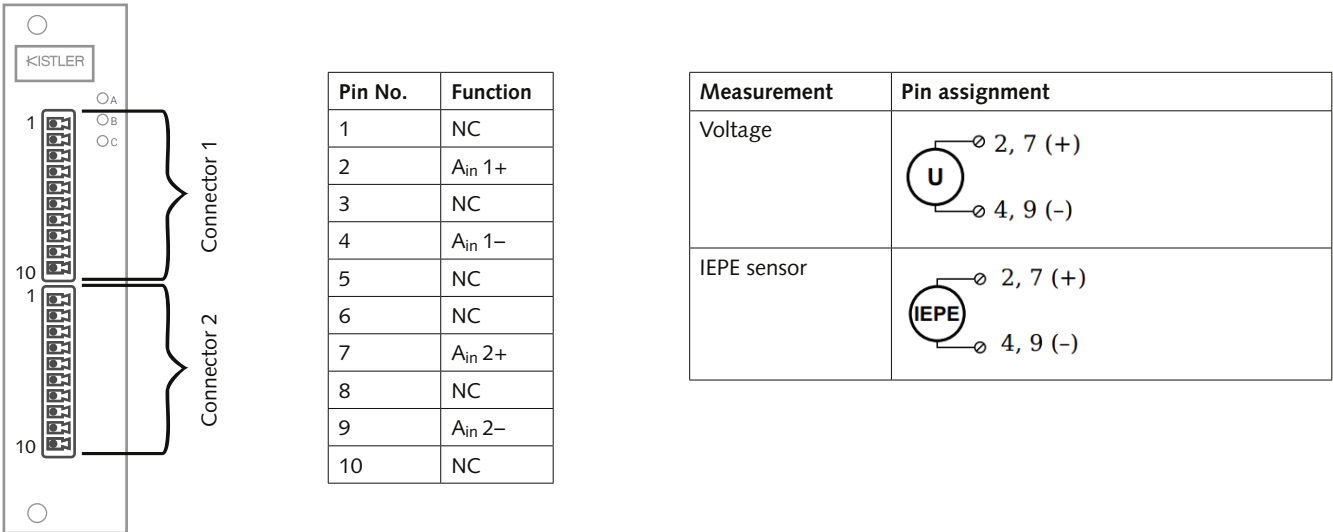 KISTLER
A
B
C
1
10
1
10
Connector 1
Connector 2
Pin No. Function
1 NC
2 Ain 1+
3 NC
4 Ain 1–
5 NC
6 NC
7 Ain 2+
8 NC
9 Ain 2–
10 NC
Measurement Pin assignment
Voltage
U
2, 7 (+)
4, 9 (–)
IEPE sensor
IEPE
2, 7 (+)
4, 9 (–)